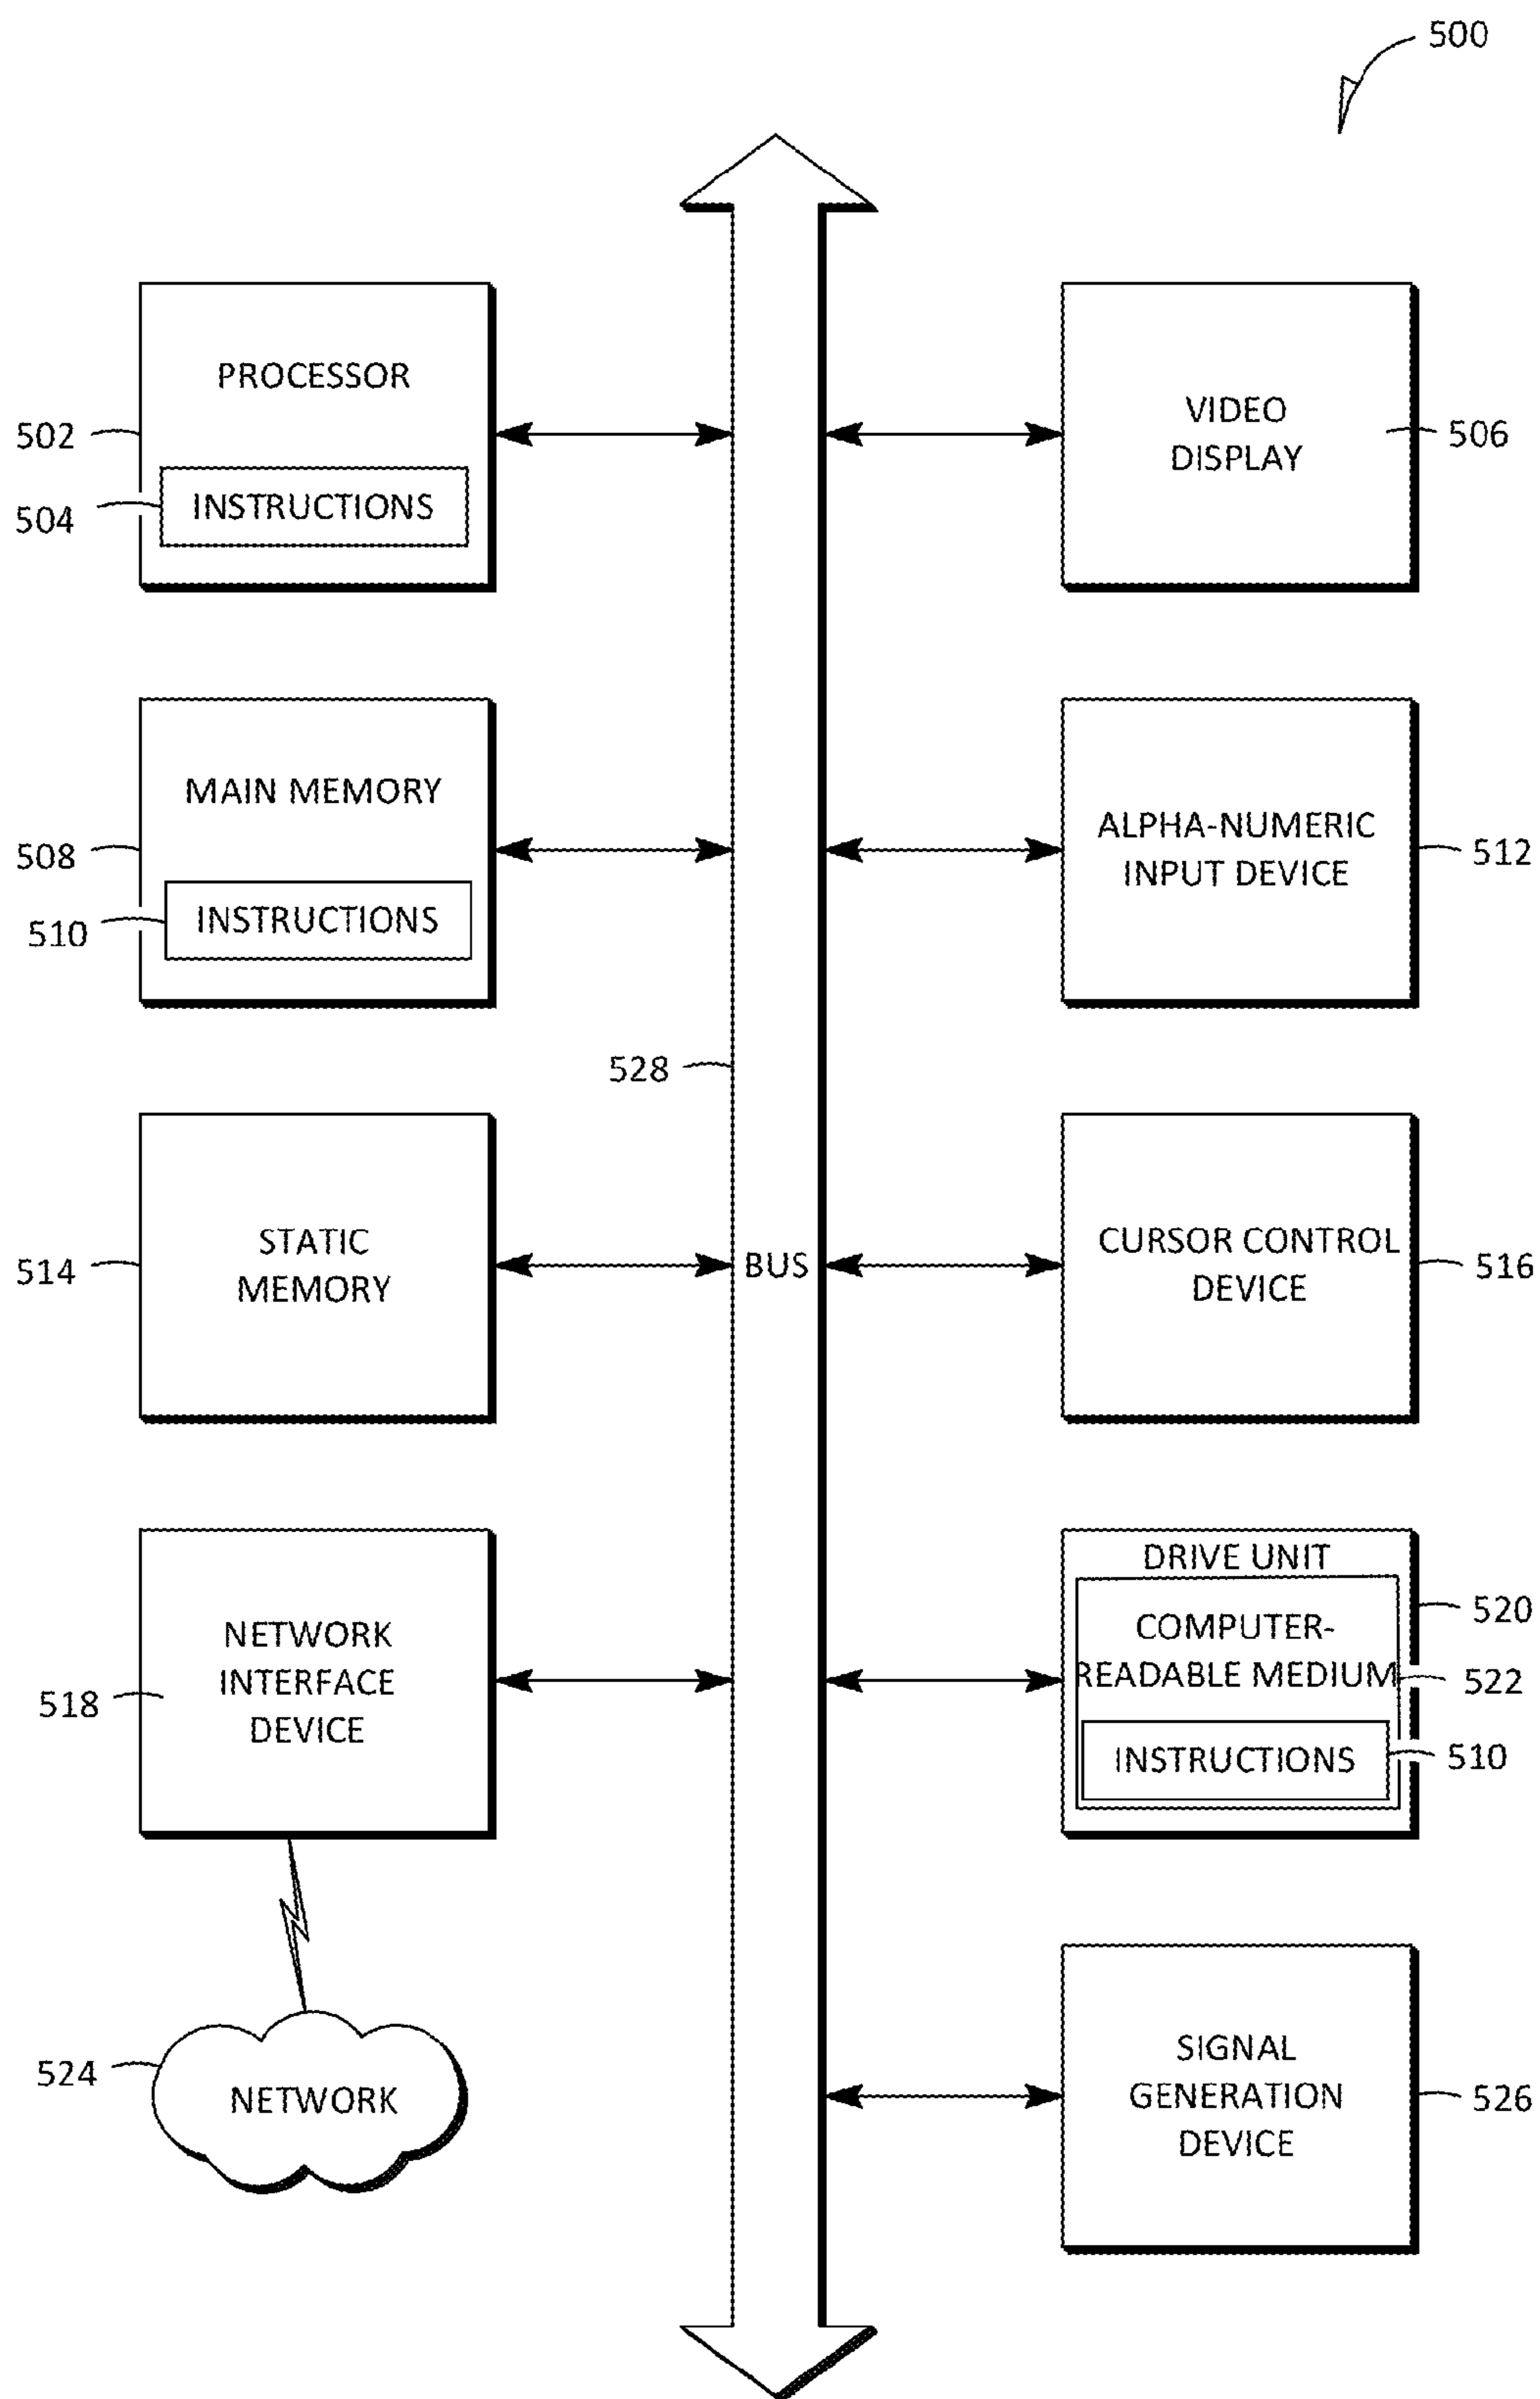 500
PROCESSOR
502
INSTRUCTIONS
504
VIDEO
DISPLAY
506
MAIN MEMORY
508
INSTRUCTIONS
510
ALPHA-NUMERIC
INPUT DEVICE
512
528
STATIC
MEMORY
514
BUS
CURSOR CONTROL
DEVICE
516
NETWORK
INTERFACE
DEVICE
518
DRIVE UNIT
520
COMPUTER-
READABLE MEDIUM
522
INSTRUCTIONS
510
524
NETWORK
SIGNAL
GENERATION
DEVICE
526